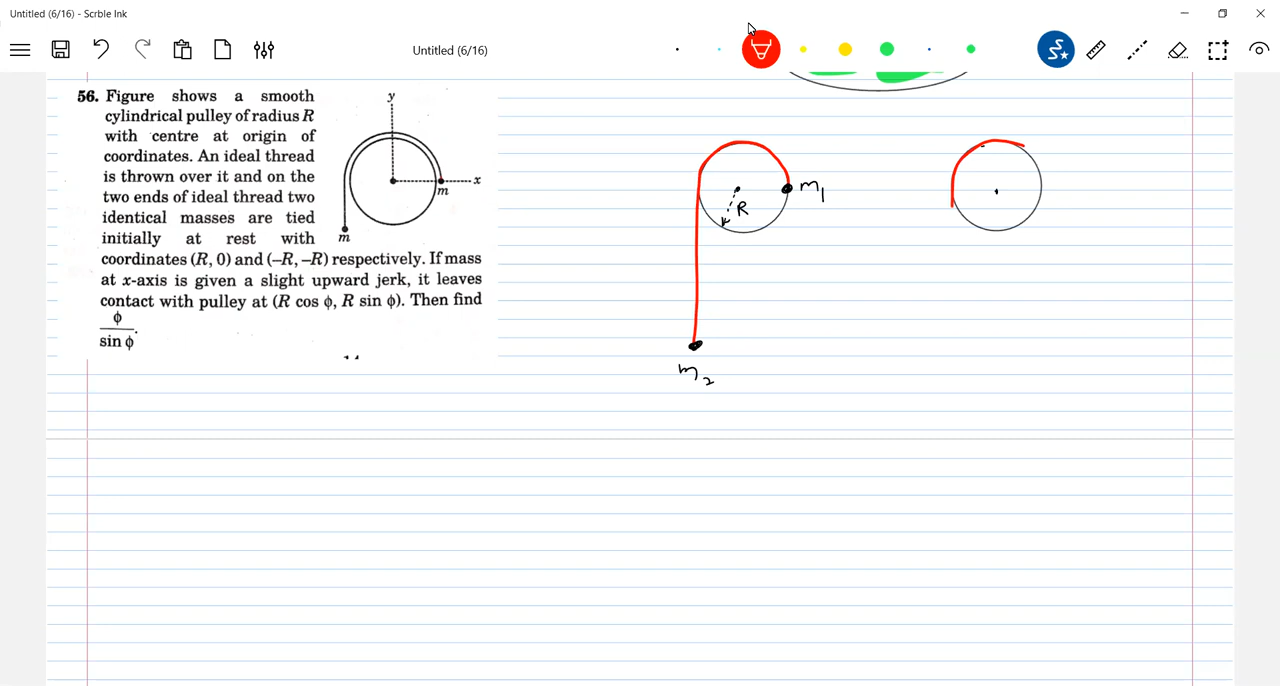 Untitled (6/16) - Scrble Ink
Untitled (6/16)
56. Figure shows a smooth
cylindrical pulley of radius R
with centre at origin of
coordinates. An ideal thread
is thrown over it and on the
two ends of ideal thread two
identical masses are tied
initially at rest with
coordinates (R, 0) and (–R, –R) respectively. If mass
at x-axis is given a slight upward jerk, it leaves
contact with pulley at (R cos ϕ, R sin ϕ). Then find
ϕ
sin ϕ.
y
x
m
m
m1
R
m2